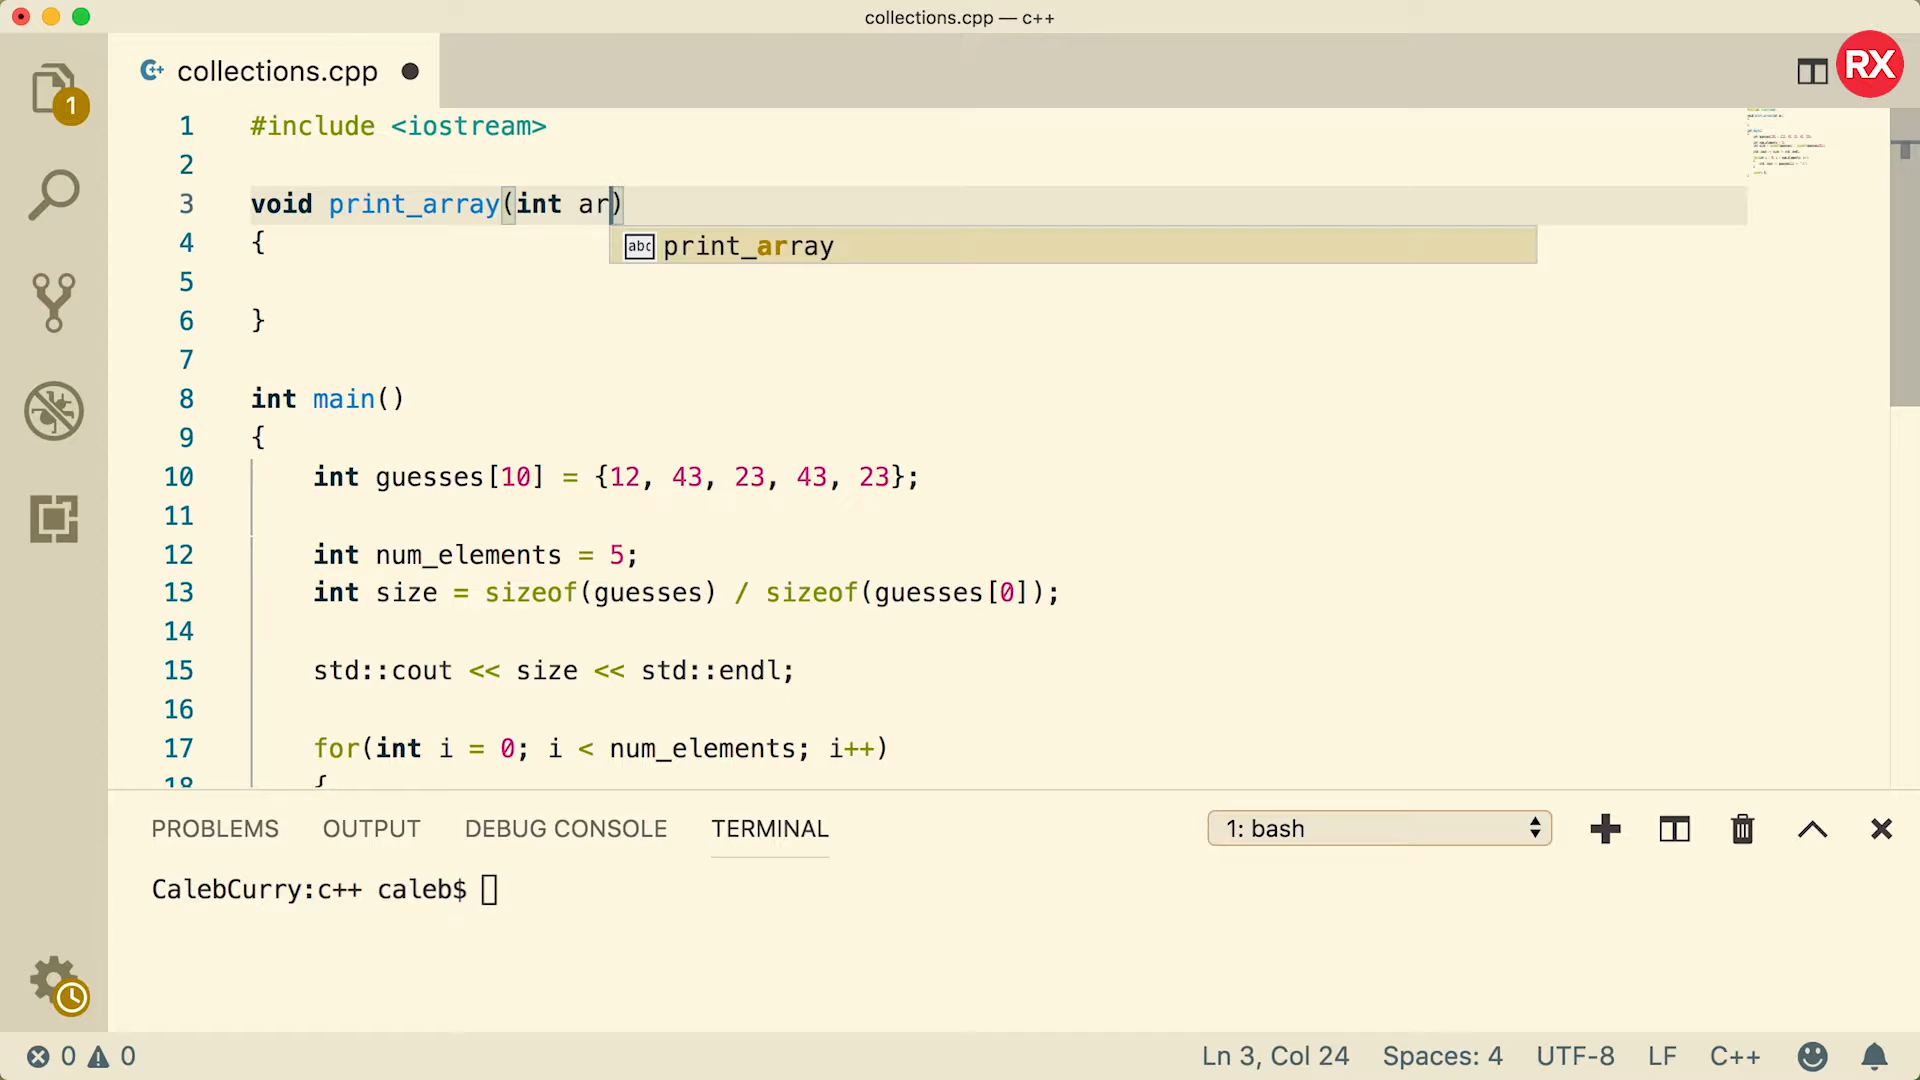 collections.cpp — c++
RX
collections.cpp
1
1 #include <iostream>
2
3 void print_array(int ar)
abc print_array
4 {
5
6 }
7
8 int main()
9 {
10 int guesses[10] = {12, 43, 23, 43, 23};
11
12 int num_elements = 5;
13 int size = sizeof(guesses) / sizeof(guesses[0]);
14
15 std::cout << size << std::endl;
16
17 for(int i = 0; i < num_elements; i++)
18 {
PROBLEMS OUTPUT DEBUG CONSOLE TERMINAL 1: bash
CalebCurry:c++ caleb$
0 0 Ln 3, Col 24 Spaces: 4 UTF-8 LF C++